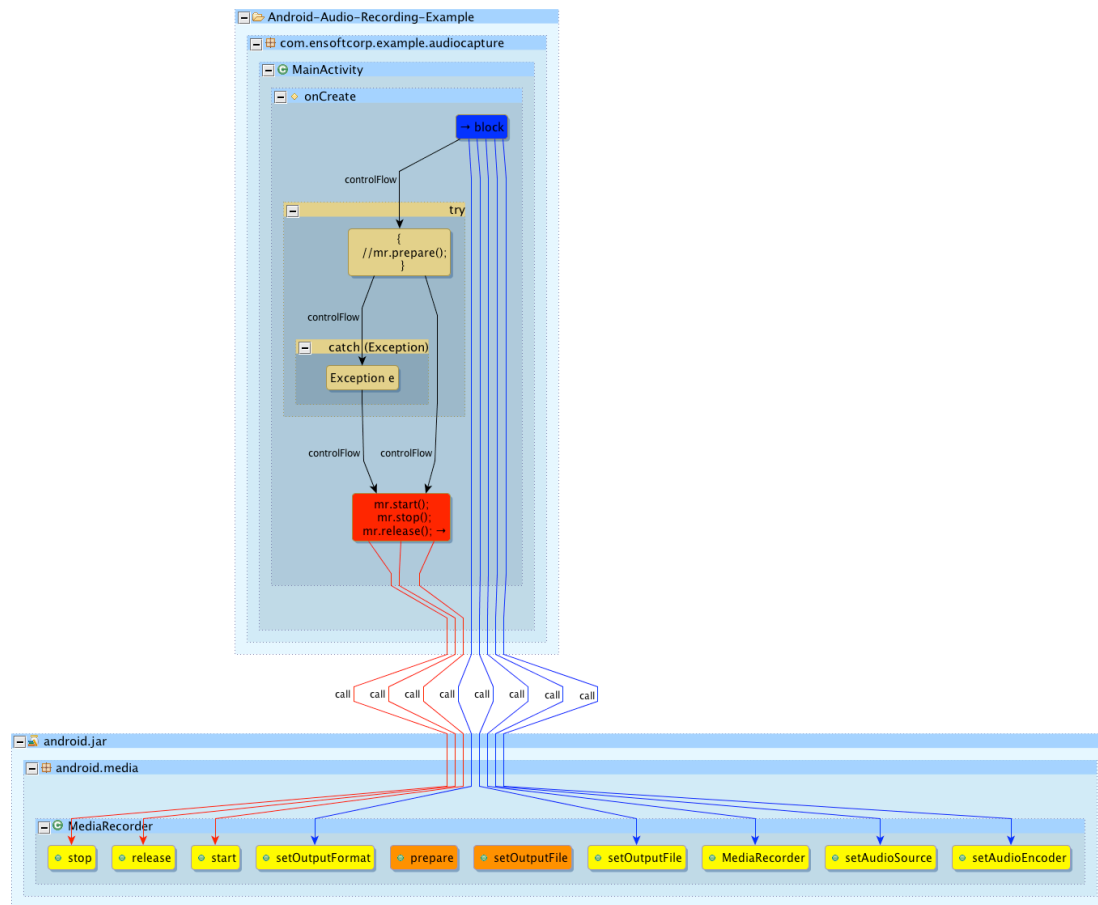 Android-Audio-Recording-Example
com.ensoftcorp.example.audiocapture
MainActivity
onCreate
→ block
controlFlow
try
{
//mr.prepare();
}
controlFlow
catch (Exception)
Exception e
controlFlow controlFlow
mr.start();
mr.stop();
mr.release(); →
call call call call call call call call
android.jar
android.media
MediaRecorder
stop release start setOutputFormat prepare setOutputFile setOutputFile MediaRecorder setAudioSource setAudioEncoder